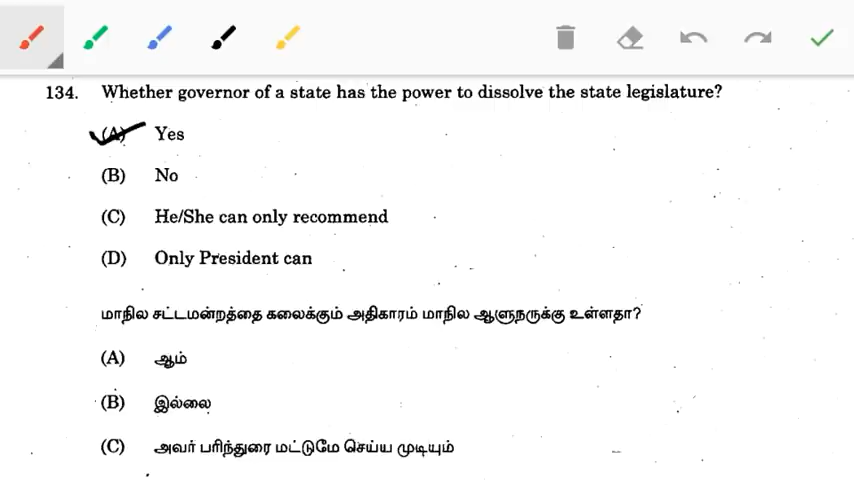 134. Whether governor of a state has the power to dissolve the state legislature?
(A) Yes
(B) No
(C) He/She can only recommend
(D) Only President can
மாநில சட்டமன்றத்தை கலைக்கும் அதிகாரம் மாநில ஆளுநருக்கு உள்ளதா?
(A) ஆம்
(B) இல்லை
(C) அவர் பரிந்துரை மட்டுமே செய்ய முடியும்